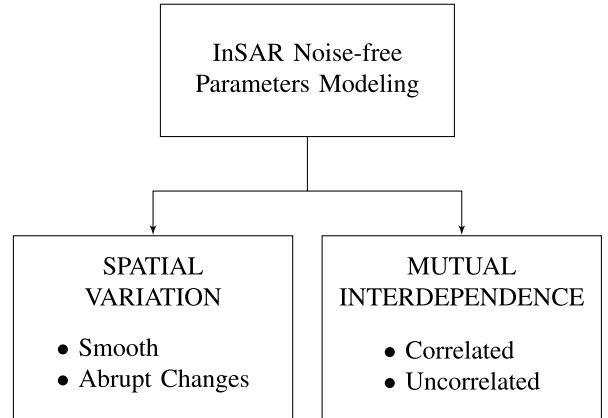 InSAR Noise-free
Parameters Modeling
SPATIAL
VARIATION
• Smooth
• Abrupt Changes
MUTUAL
INTERDEPENDENCE
• Correlated
• Uncorrelated